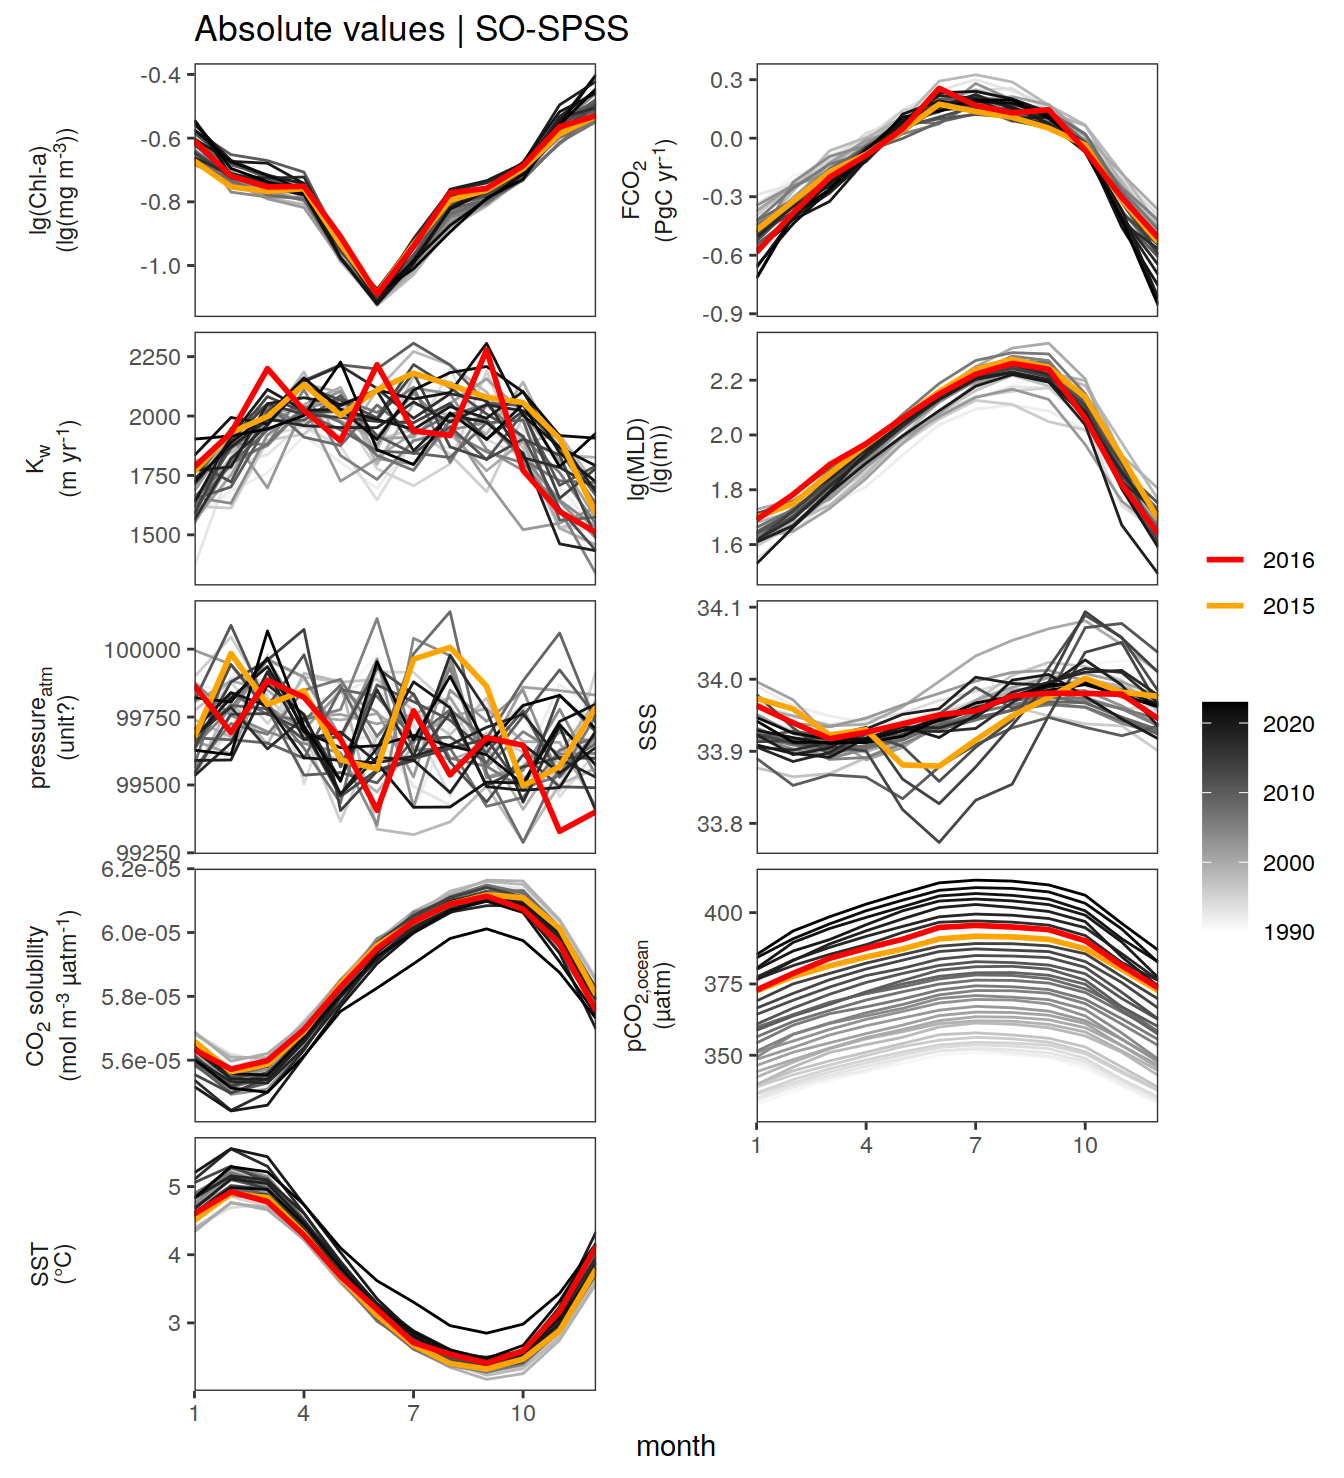 Absolute values | SO-SPSS
lg(Chl-a)
(lg(mg m-3))
-0.4
-0.6
-0.8
-1.0
FCO2
(PgC yr-1)
0.3
0.0
-0.3
-0.6
-0.9
Kw
(m yr-1)
2250
2000
1750
1500
lg(MLD)
(lg(m))
2.2
2.0
1.8
1.6
pressureatm
(unit?)
100000
99750
99500
99250
SSS
34.1
34.0
33.9
33.8
CO2 solubility
(mol m-3 µatm-1)
6.2e-05
6.0e-05
5.8e-05
5.6e-05
pCO2,ocean
(µatm)
400
375
350
1 4 7 10
SST
(°C)
5
4
3
1 4 7 10
month
2016
2015
2020
2010
2000
1990